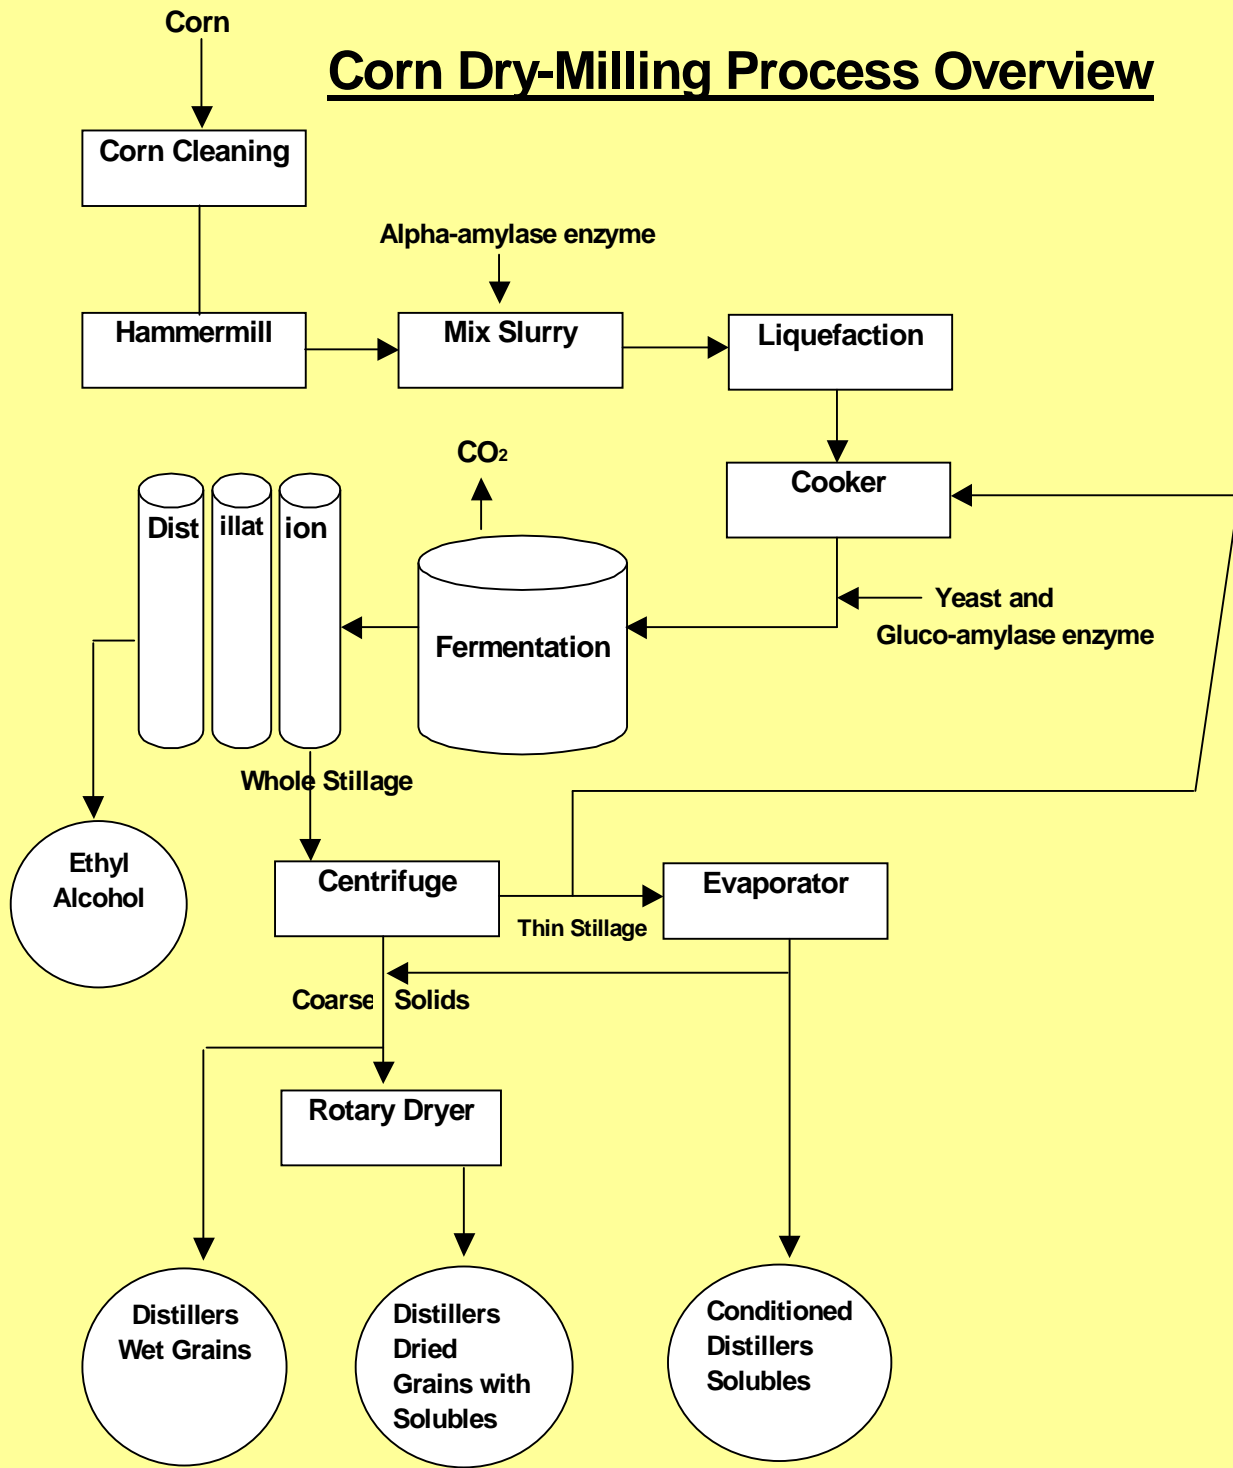 Corn
Corn Dry-Milling Process Overview
Corn Cleaning
Alpha-amylase enzyme
Hammermill
Mix Slurry
Liquefaction
CO₂
Cooker
Dist illat ion
Yeast and
Gluco-amylase enzyme
Fermentation
Whole Stillage
Ethyl
Alcohol
Centrifuge
Evaporator
Thin Stillage
Coarse Solids
Rotary Dryer
Distillers
Wet Grains
Distillers
Dried
Grains with
Solubles
Conditioned
Distillers
Solubles